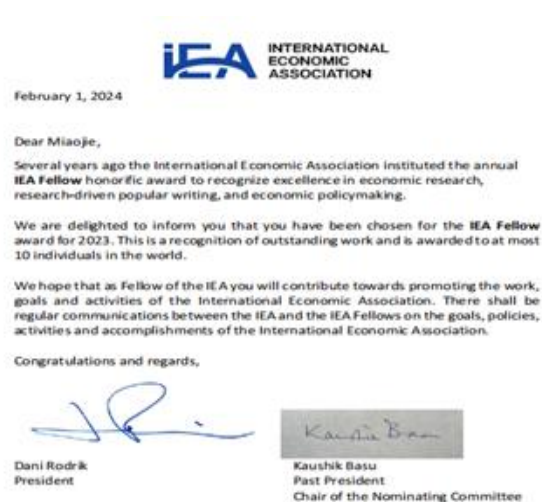 iEA INTERNATIONAL
ECONOMIC
ASSOCIATION
February 1, 2024
Dear Miaojie,
Several years ago the International Economic Association instituted the annual
IEA Fellow honorific award to recognize excellence in economic research,
research-driven popular writing, and economic policymaking.
We are delighted to inform you that you have been chosen for the IEA Fellow
award for 2023. This is a recognition of outstanding work and is awarded to at most
10 individuals in the world.
We hope that as Fellow of the IEA you will contribute towards promoting the work,
goals and activities of the International Economic Association. There shall be
regular communications between the IEA and the IEA Fellows on the goals, policies,
activities and accomplishments of the International Economic Association.
Congratulations and regards,
Kaushik Basu
Dani Rodrik
President
Kaushik Basu
Past President
Chair of the Nominating Committee